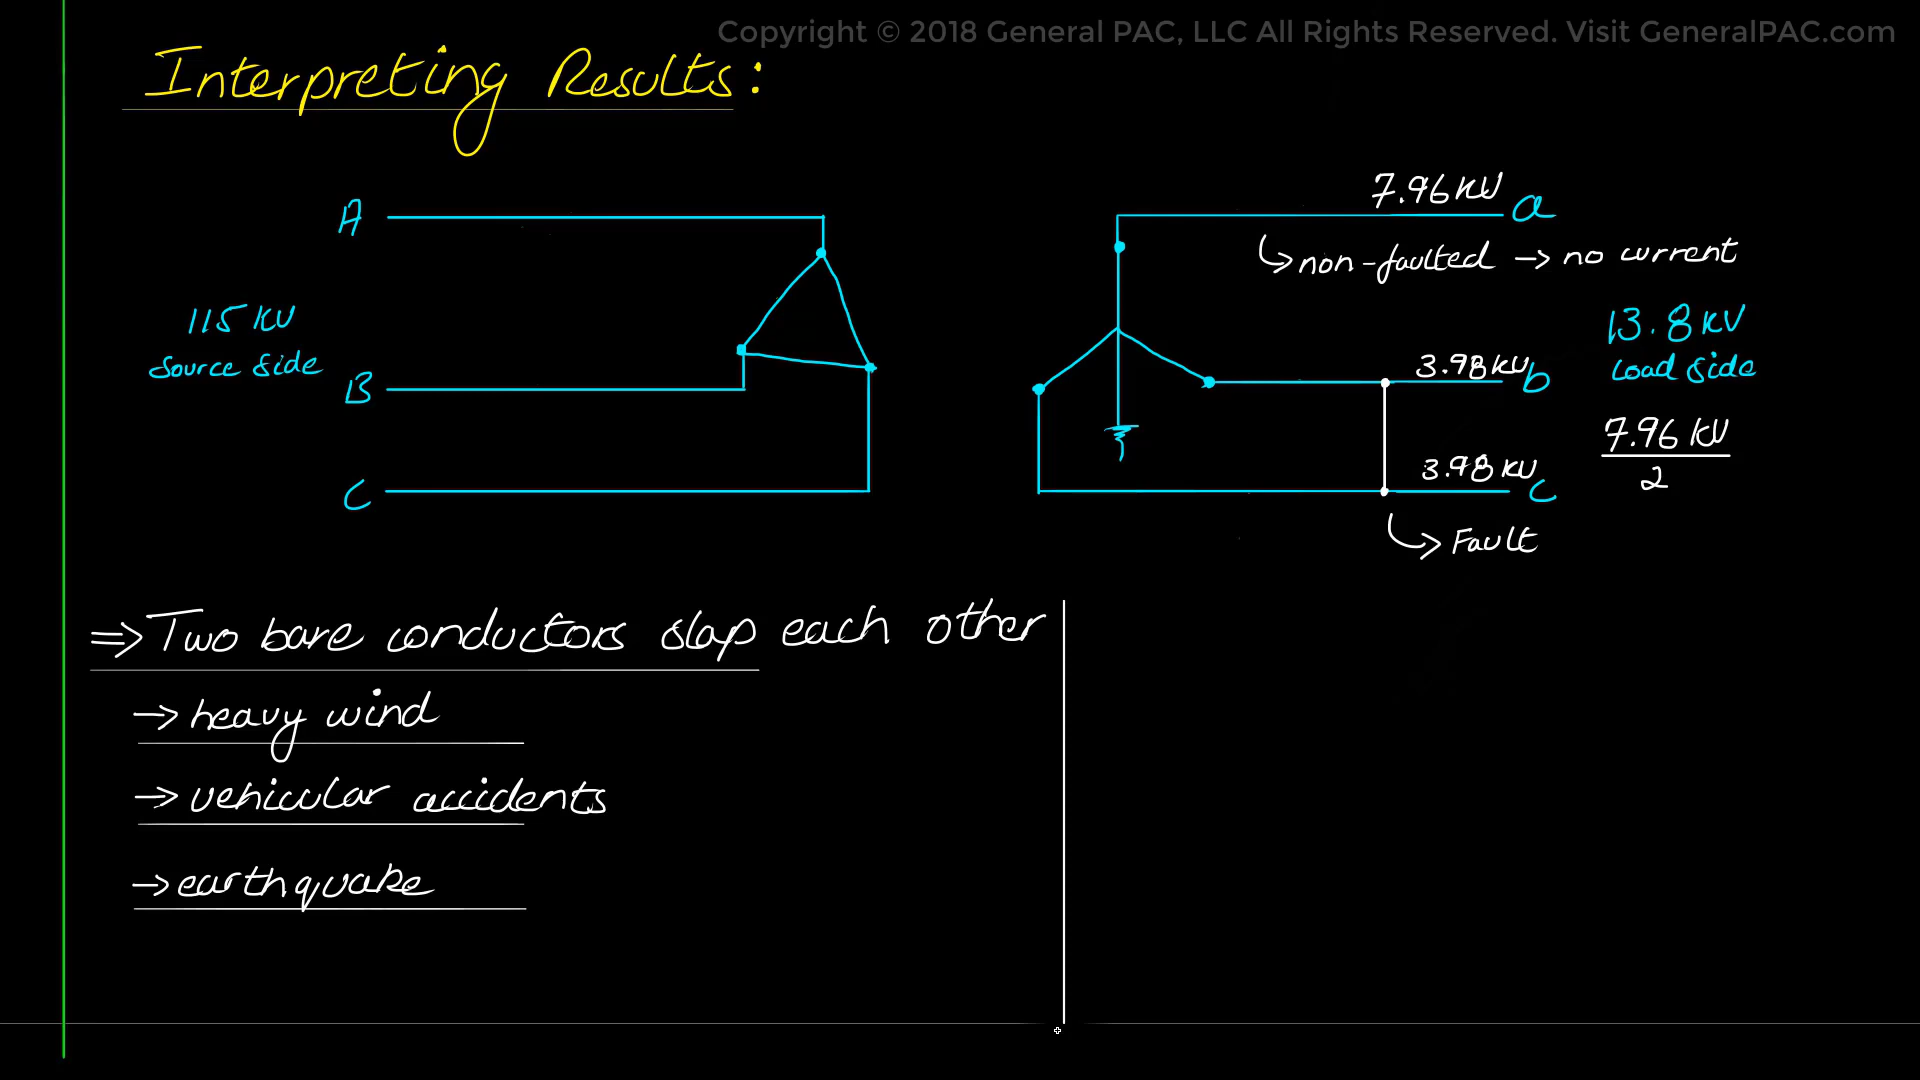 Copyright © 2018 General PAC, LLC All Rights Reserved. Visit GeneralPAC.com
Interpreting Results:
7.96 kV
A
a
non-faulted → no current
115 kV
Source Side
13.8 kV
Load Side
3.98 kV
B
b
7.96 kV
2
3.98 kV
C
c
Fault
⇒ Two bare conductors slap each other
→ heavy wind
→ vehicular accidents
→ earthquake